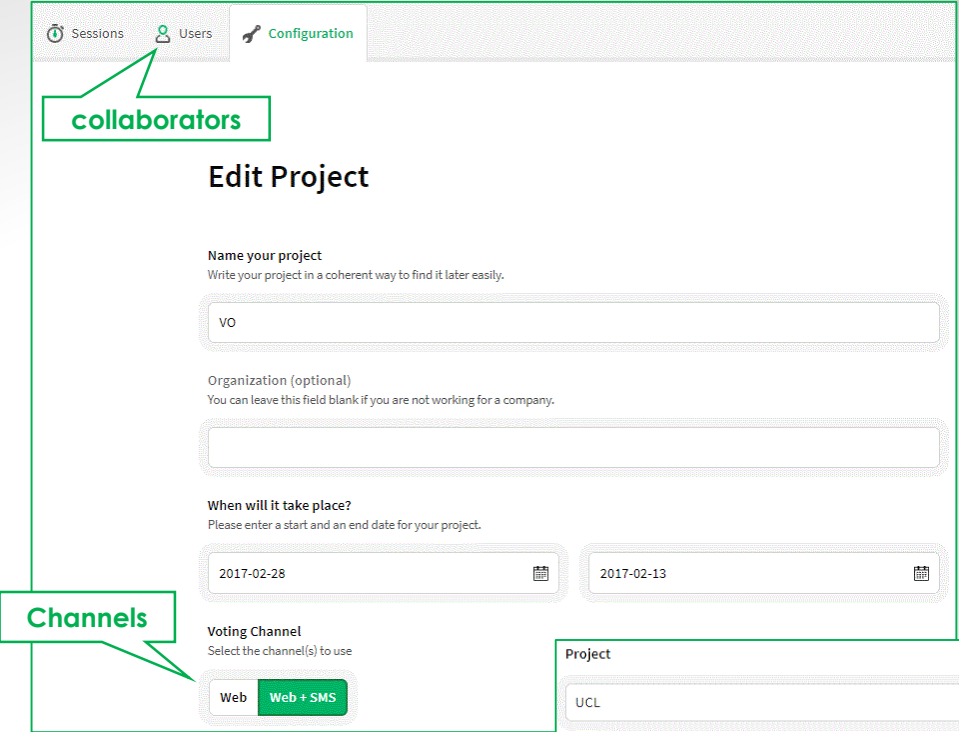 Sessions Users Configuration
collaborators
Edit Project
Name your project
Write your project in a coherent way to find it later easily.
VO
Organization (optional)
You can leave this field blank if you are not working for a company.
When will it take place?
Please enter a start and an end date for your project.
2017-02-28 2017-02-13
Channels
Voting Channel
Select the channel(s) to use
Web Web + SMS
Project
UCL